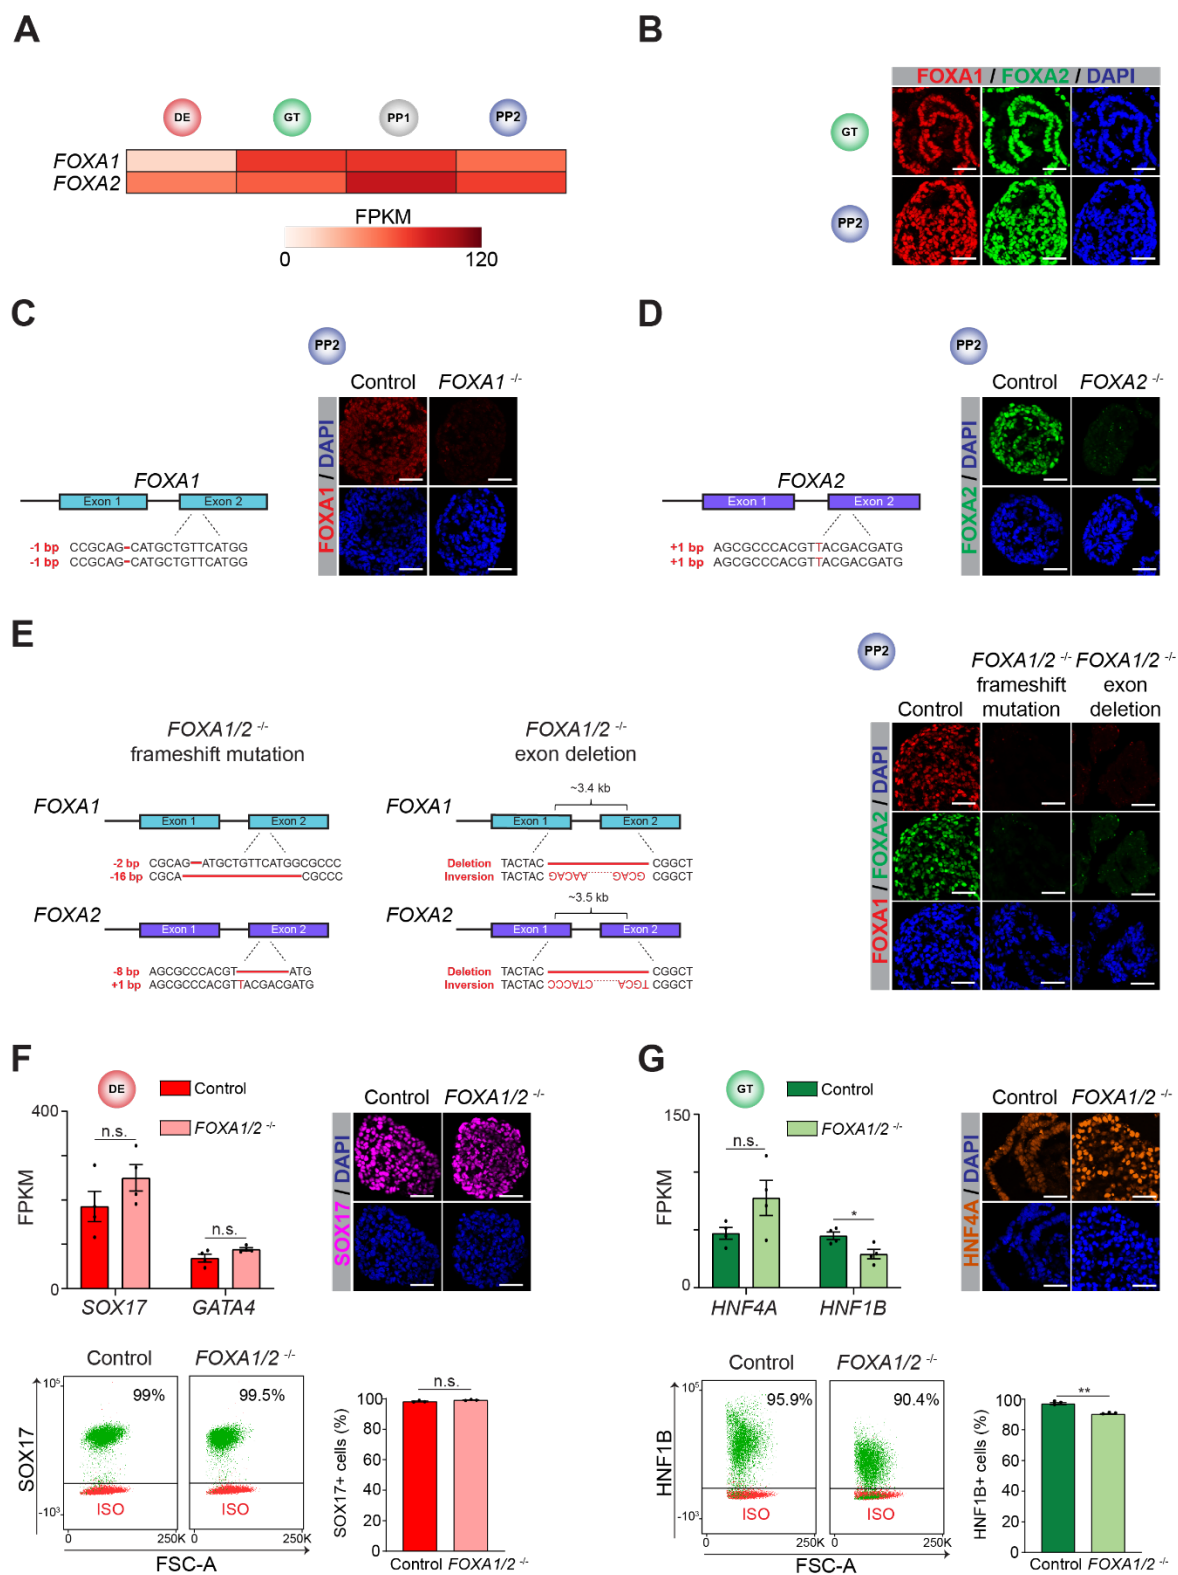 A
DE
GT
PP1
PP2
FOXA1
FOXA2
FPKM
0
120
B
FOXA1 / FOXA2 / DAPI
GT
PP2
C
PP2
Control
FOXA1 -/-
FOXA1 / DAPI
FOXA1
Exon 1
Exon 2
-1 bp CCGCAG-CATGCTGTTCATGG
-1 bp CCGCAG-CATGCTGTTCATGG
D
PP2
Control
FOXA2 -/-
FOXA2 / DAPI
FOXA2
Exon 1
Exon 2
+1 bp AGCGCCCACGTTACGACGATG
+1 bp AGCGCCCACGTTACGACGATG
E
FOXA1/2 -/-
frameshift mutation
FOXA1
Exon 1
Exon 2
-2 bp CGCAG ATGCTGTTCATGGCGCCC
-16 bp CGCA CGCCC
FOXA2
Exon 1
Exon 2
-8 bp AGCGCCCACGT ATG
+1 bp AGCGCCCACGTTACGACGATG
FOXA1/2 -/-
exon deletion
~3.4 kb
FOXA1
Exon 1
Exon 2
Deletion TACTAC CGGCT
Inversion TACTAC GACAA........GAGC CGGCT
~3.5 kb
FOXA2
Exon 1
Exon 2
Deletion TACTAC CGGCT
Inversion TACTAC CCCATC........ACGT CGGCT
PP2
Control
FOXA1/2 -/-
frameshift
mutation
FOXA1/2 -/-
exon
deletion
FOXA1 / FOXA2 / DAPI
F
DE
Control
FOXA1/2 -/-
400
0
FPKM
n.s.
n.s.
SOX17
GATA4
Control
FOXA1/2 -/-
SOX17 / DAPI
Control
FOXA1/2 -/-
SOX17
10⁵
-10³
99%
99.5%
ISO
ISO
0
250K
0
250K
FSC-A
SOX17+ cells (%)
100
50
0
n.s.
Control
FOXA1/2 -/-
G
GT
Control
FOXA1/2 -/-
150
0
FPKM
n.s.
*
HNF4A
HNF1B
Control
FOXA1/2 -/-
HNF4A / DAPI
Control
FOXA1/2 -/-
HNF1B
10⁵
-10³
95.9%
90.4%
ISO
ISO
0
250K
0
250K
FSC-A
HNF1B+ cells (%)
100
50
0
**
Control
FOXA1/2 -/-